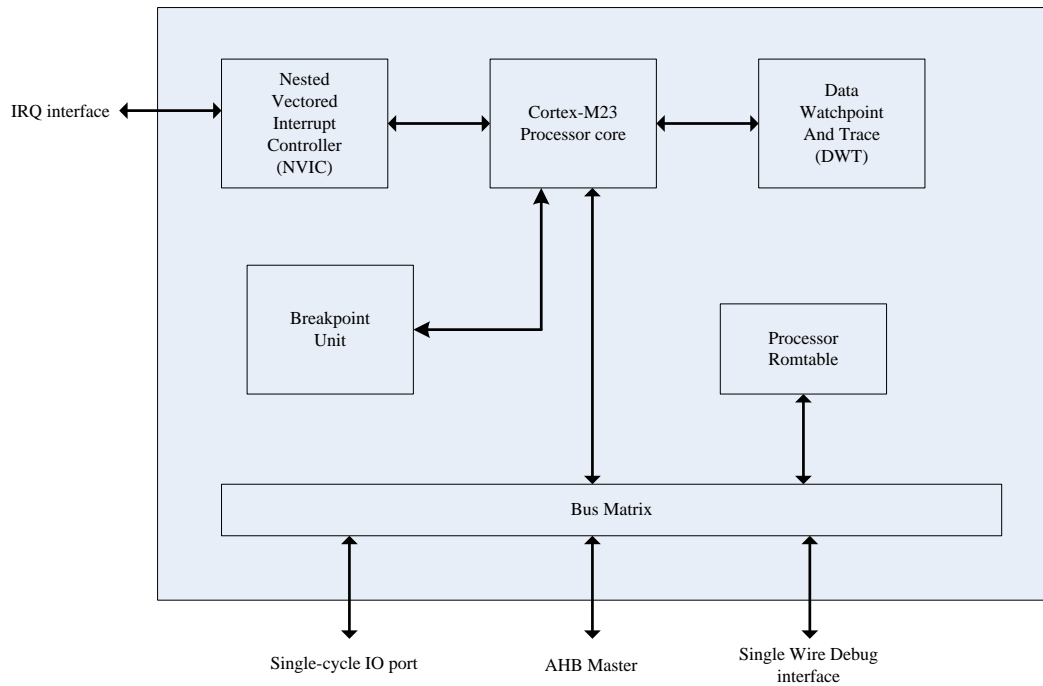 Nested
Vectored
Interrupt
Controller
(NVIC)
Cortex-M23
Processor core
Data
Watchpoint
And Trace
(DWT)
IRQ interface
Breakpoint
Unit
Processor
Romtable
Bus Matrix
Single-cycle IO port
AHB Master
Single Wire Debug
interface